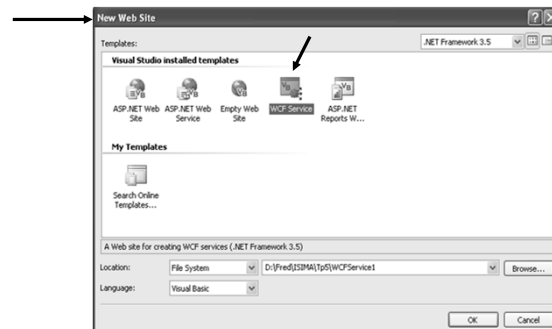 New Web Site
Templates:
.NET Framework 3.5
Visual Studio installed templates
ASP.NET Web Site
ASP.NET Web Service
Empty Web Site
WCF Service
ASP.NET Reports W...
My Templates
Search Online Templates...
A Web site for creating WCF services (.NET Framework 3.5)
Location:
File System
D:\Fred\ISIMA\Tp5\WCFService1
Browse...
Language:
Visual Basic
OK
Cancel